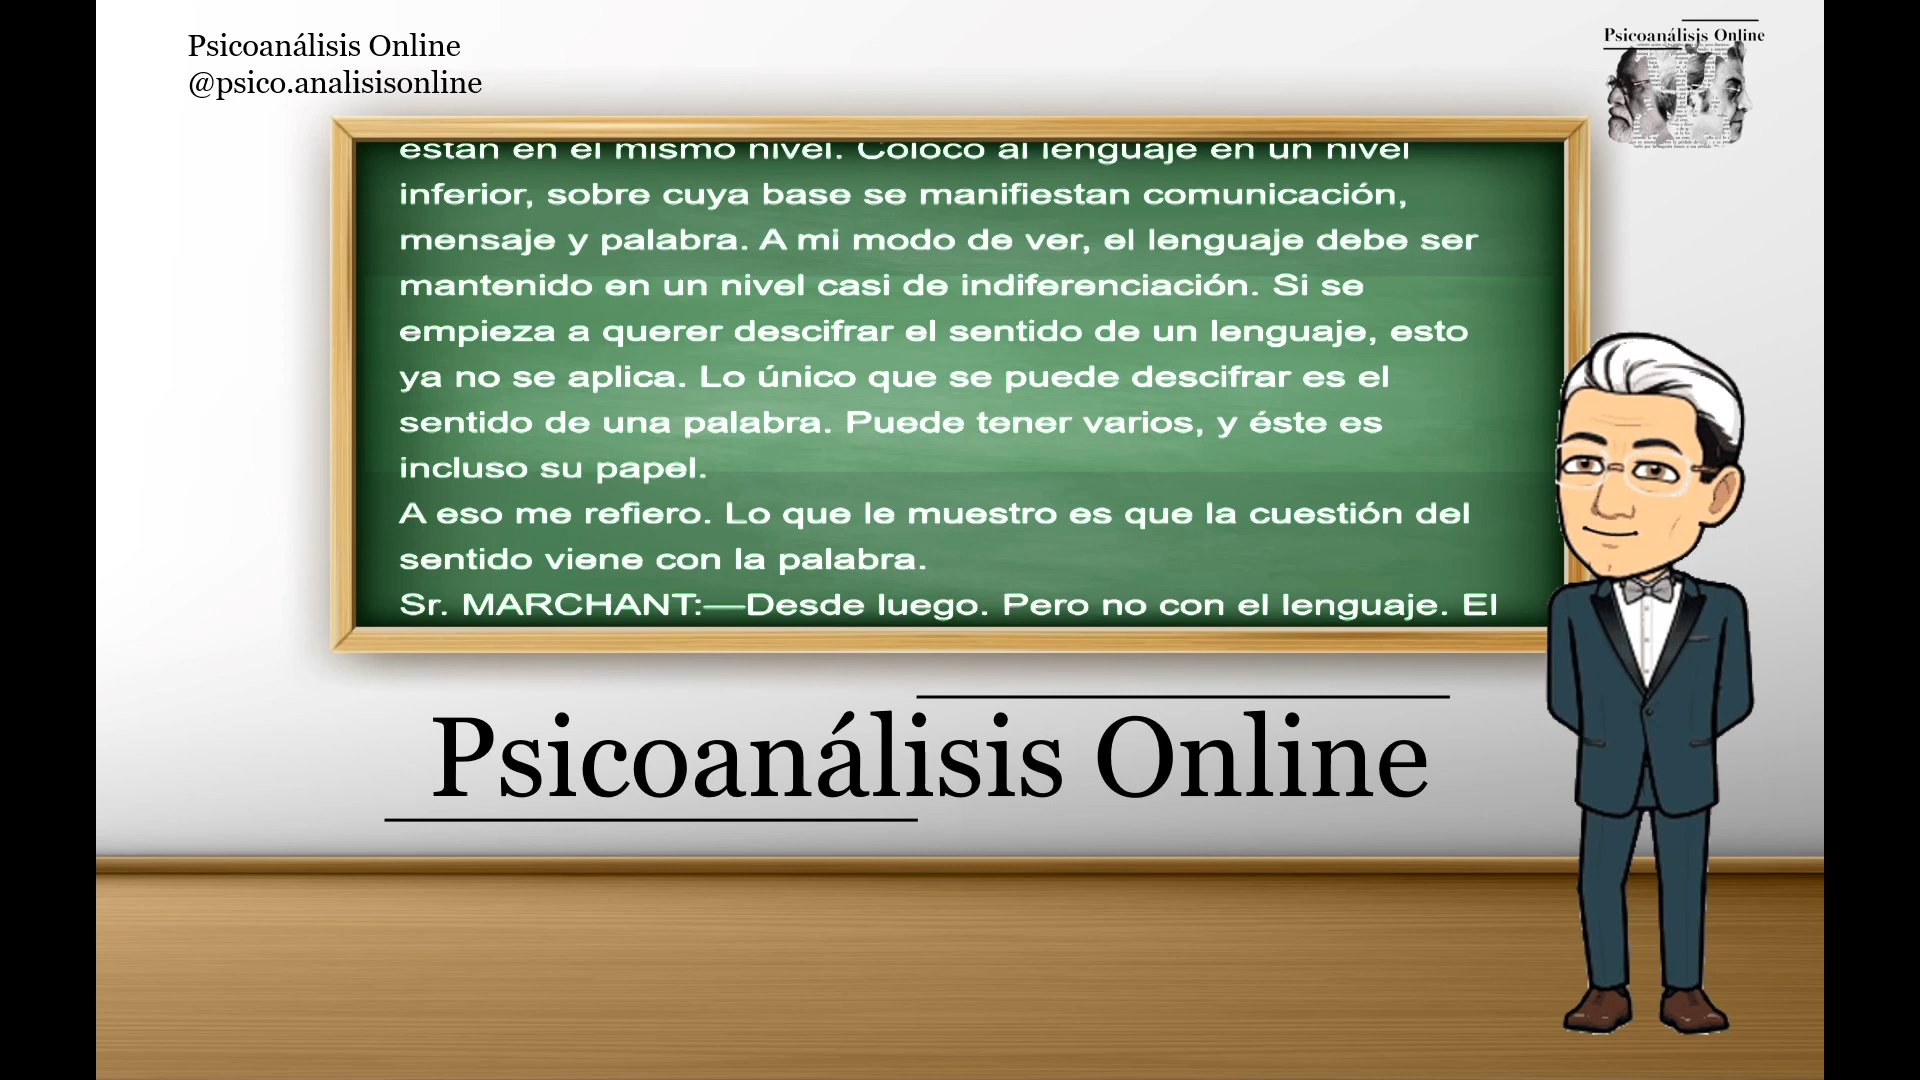 Psicoanálisis Online
@psico.analisisonline
Psicoanálisis Online
están en el mismo nivel. Coloco al lenguaje en un nivel
inferior, sobre cuya base se manifiestan comunicación,
mensaje y palabra. A mi modo de ver, el lenguaje debe ser
mantenido en un nivel casi de indiferenciación. Si se
empieza a querer descifrar el sentido de un lenguaje, esto
ya no se aplica. Lo único que se puede descifrar es el
sentido de una palabra. Puede tener varios, y éste es
incluso su papel.
A eso me refiero. Lo que le muestro es que la cuestión del
sentido viene con la palabra.
Sr. MARCHANT:—Desde luego. Pero no con el lenguaje. El
Psicoanálisis Online